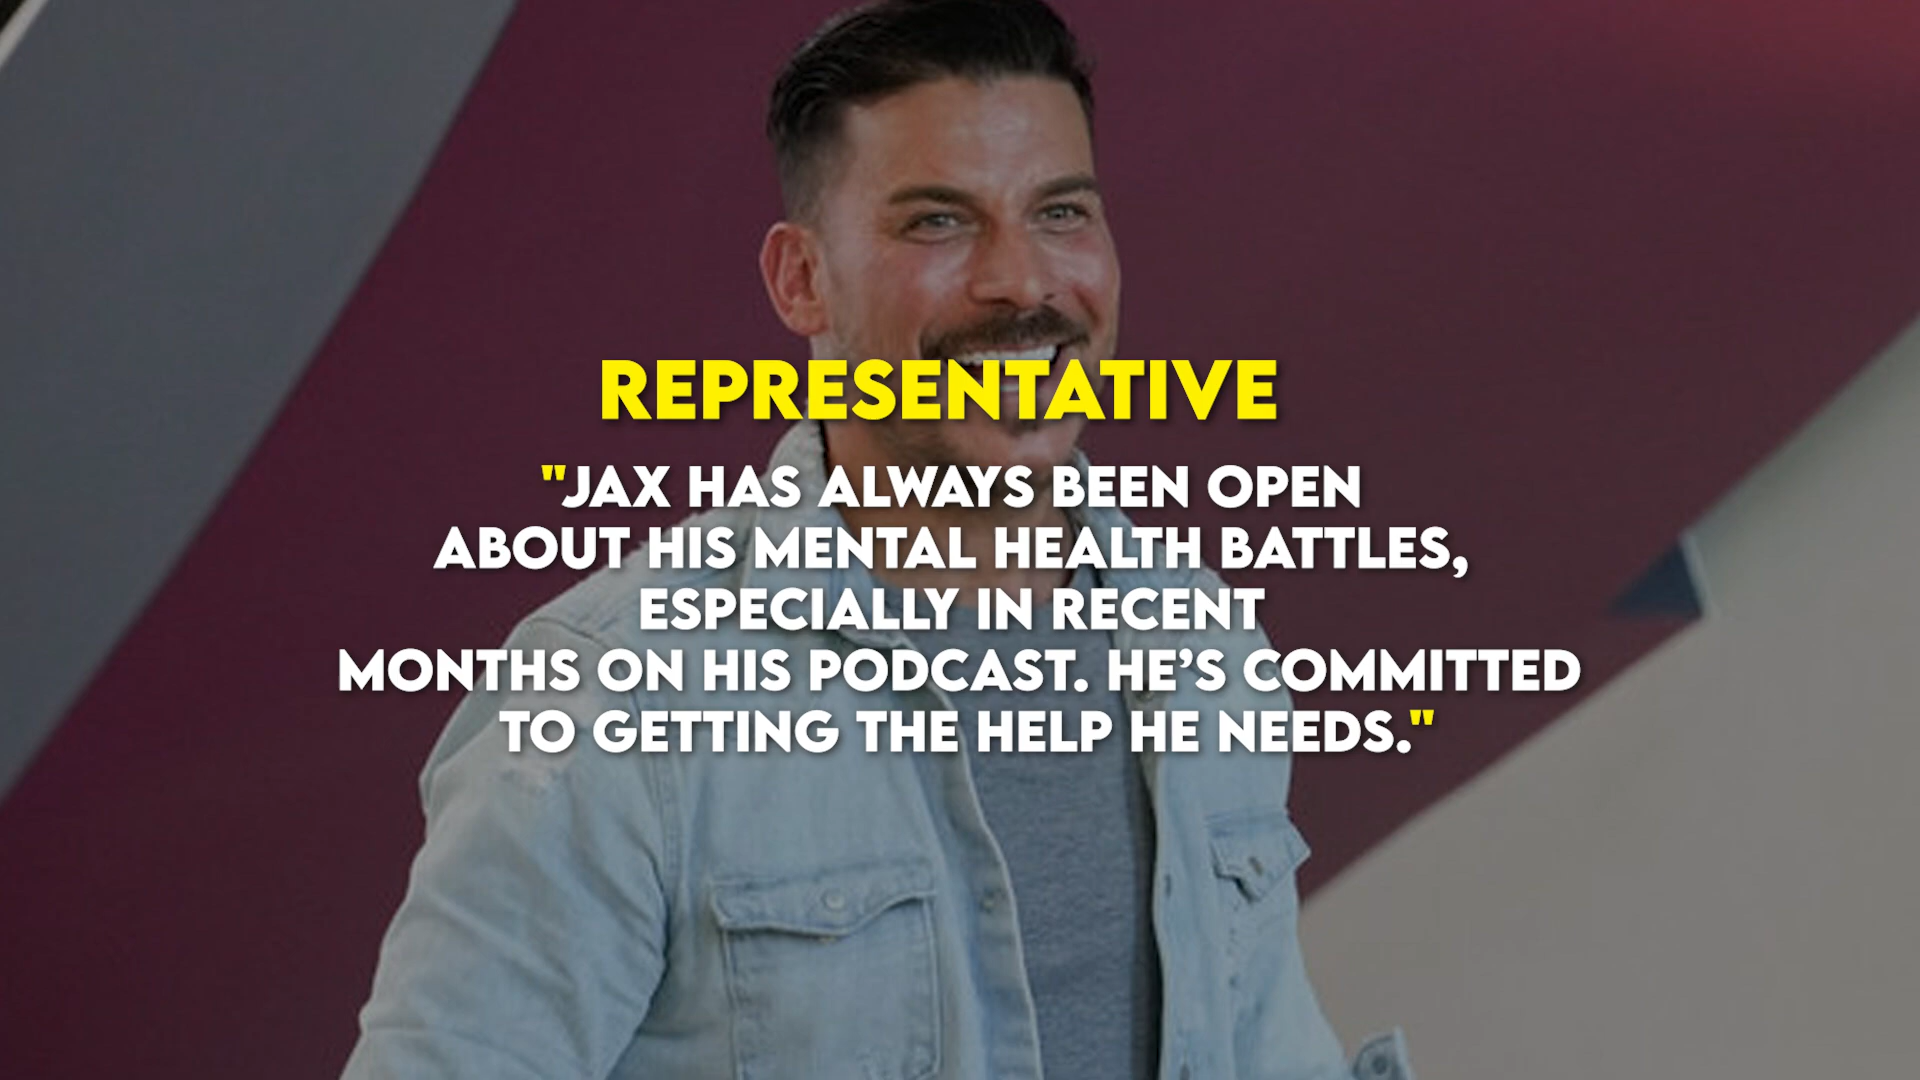 REPRESENTATIVE
"JAX HAS ALWAYS BEEN OPEN
ABOUT HIS MENTAL HEALTH BATTLES,
ESPECIALLY IN RECENT
MONTHS ON HIS PODCAST. HE’S COMMITTED
TO GETTING THE HELP HE NEEDS."